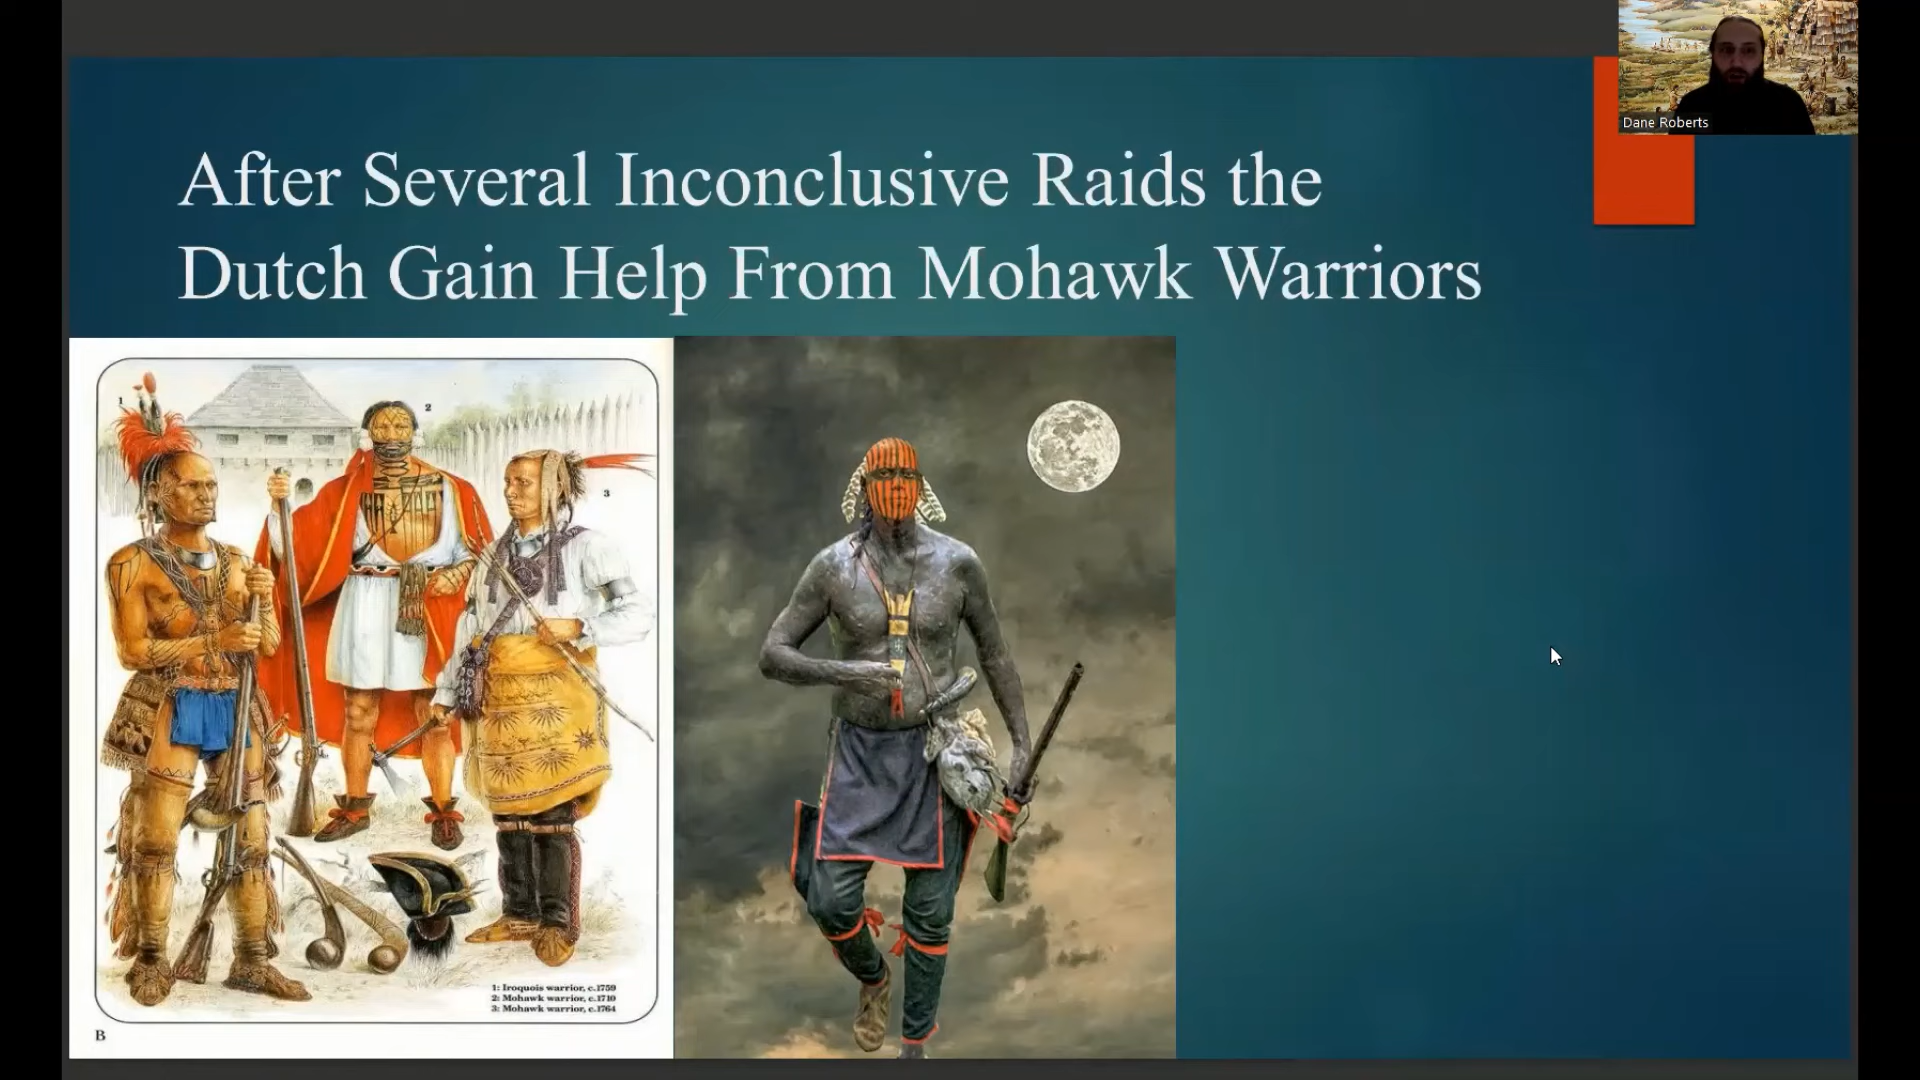 Dane Roberts
After Several Inconclusive Raids the
Dutch Gain Help From Mohawk Warriors
1
2
3
1: Iroquois warrior, c.1759
2: Mohawk warrior, c.1710
3: Mohawk warrior, c.1764
B